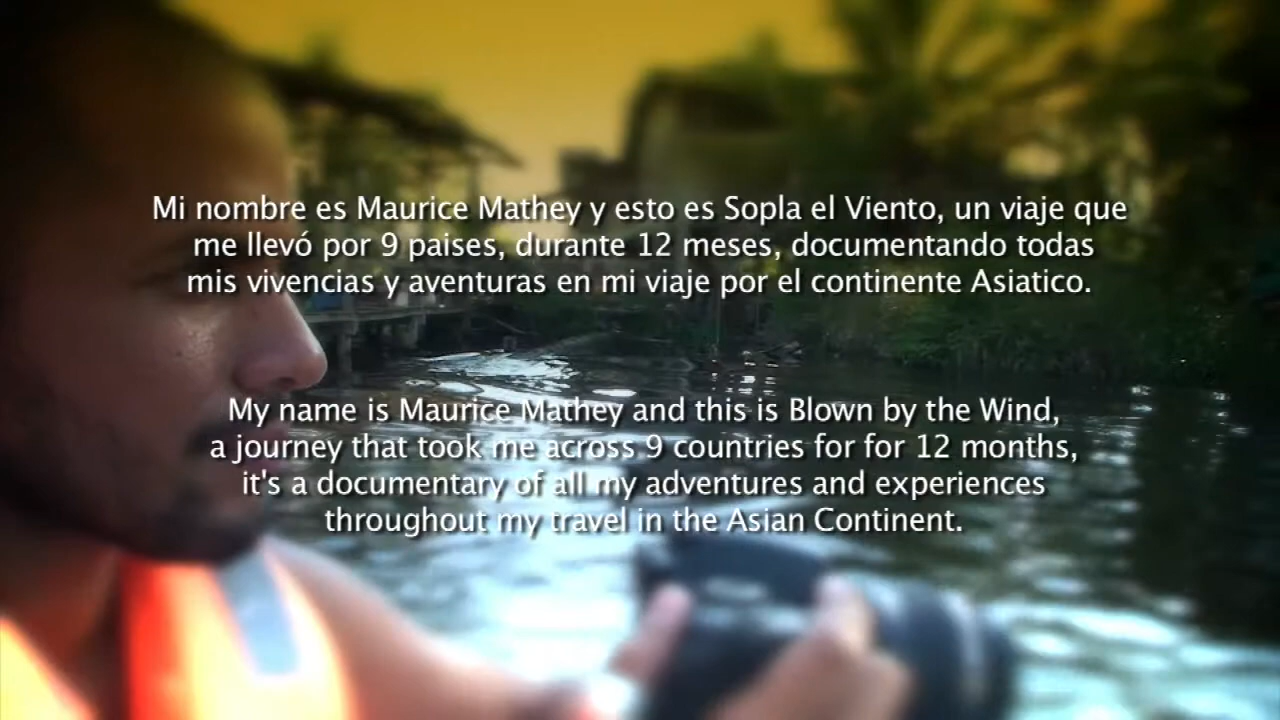 Mi nombre es Maurice Mathey y esto es Sopla el Viento, un viaje que
me llevó por 9 paises, durante 12 meses, documentando todas
mis vivencias y aventuras en mi viaje por el continente Asiatico.
My name is Maurice Mathey and this is Blown by the Wind,
a journey that took me across 9 countries for for 12 months,
it's a documentary of all my adventures and experiences
throughout my travel in the Asian Continent.